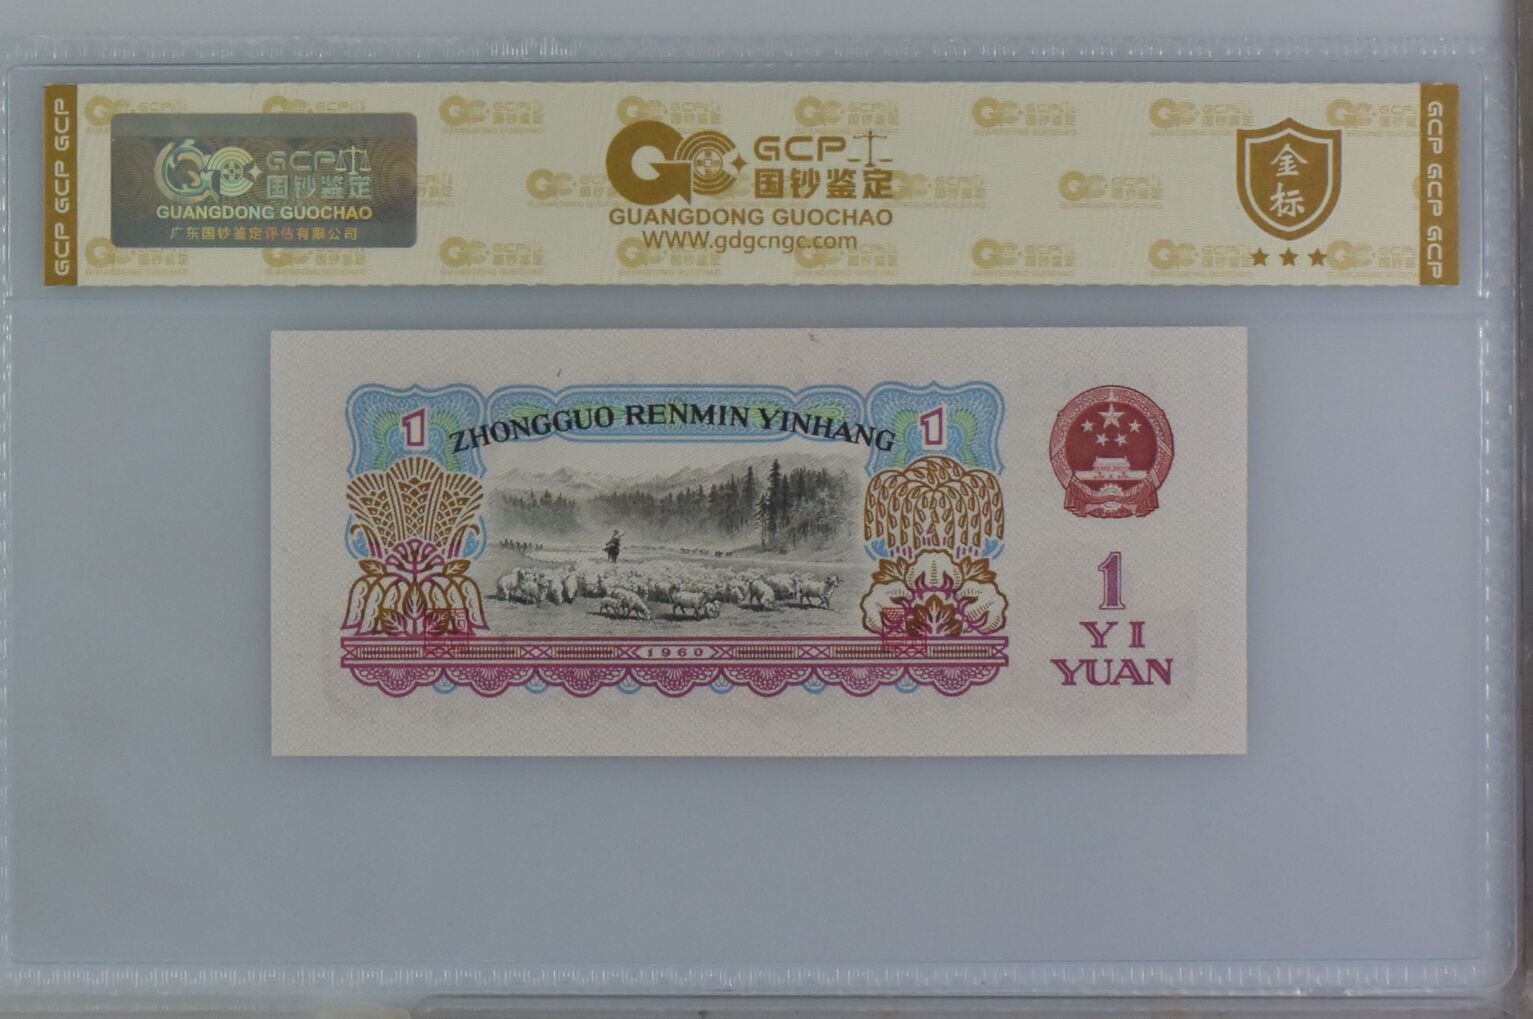 GCP GCP GCP
GCP
国钞鉴定
GUANGDONG GUOCHAO
广东国钞鉴定评估有限公司
GCP
国钞鉴定
GUANGDONG GUOCHAO
WWW.gdgcngc.com
金标
GCP GCP GCP
ZHONGGUO RENMIN YINHANG
1
1
1960
1
YI
YUAN